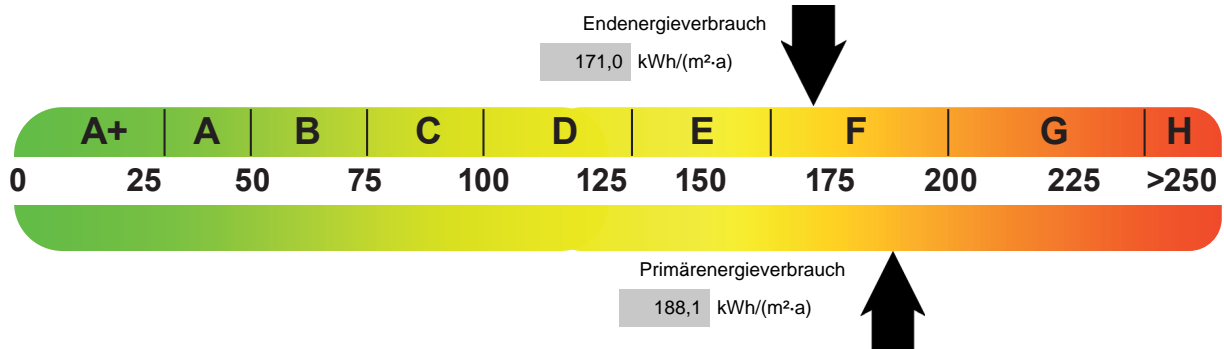 Endenergieverbrauch
171,0 kWh/(m²·a)
A+ A B C D E F G H
0 25 50 75 100 125 150 175 200 225 >250
Primärenergieverbrauch
188,1 kWh/(m²·a)